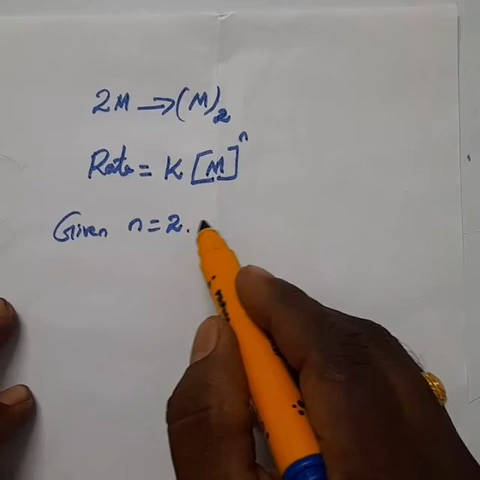 2M → (M)₂
Rate = K [M]ⁿ
Given n = 2.